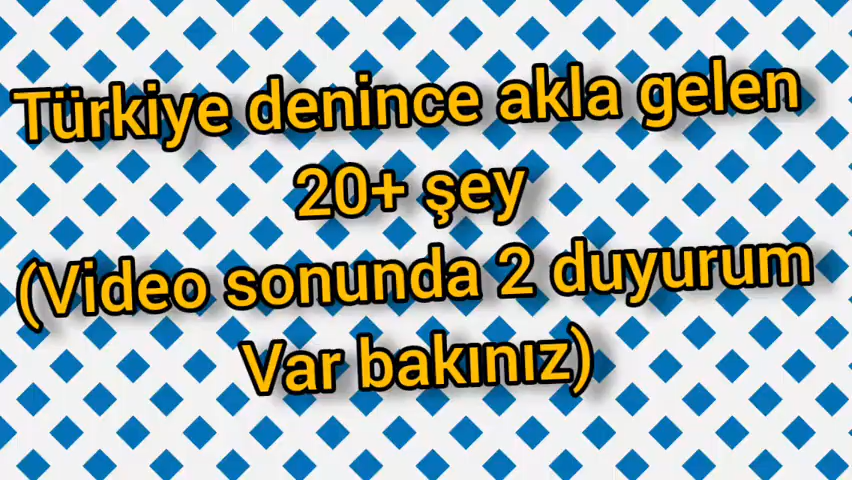 Türkiye denince akla gelen
20+ şey
(Video sonunda 2 duyurum
Var bakınız)